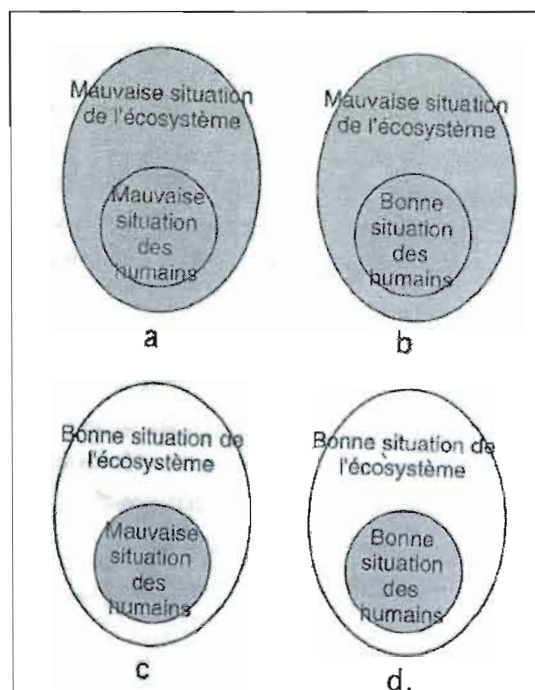 Mauvaise situation
de l'écosystème
Mauvaise
situation
des
humains
a
Mauvaise situation
de l'écosystème
Bonne
situation
des
humains
b
Bonne situation de
l'écosystème
Mauvaise
situation
des
humains
c
Bonne situation de
l'écosystème
Bonne
situation
des
humains
d.